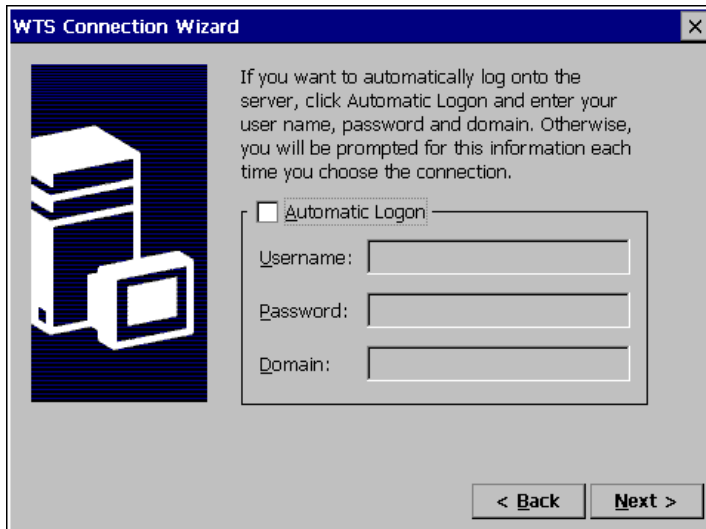 WTS Connection Wizard
If you want to automatically log onto the
server, click Automatic Logon and enter your
user name, password and domain. Otherwise,
you will be prompted for this information each
time you choose the connection.
Automatic Logon
Username:
Password:
Domain:
< Back Next >